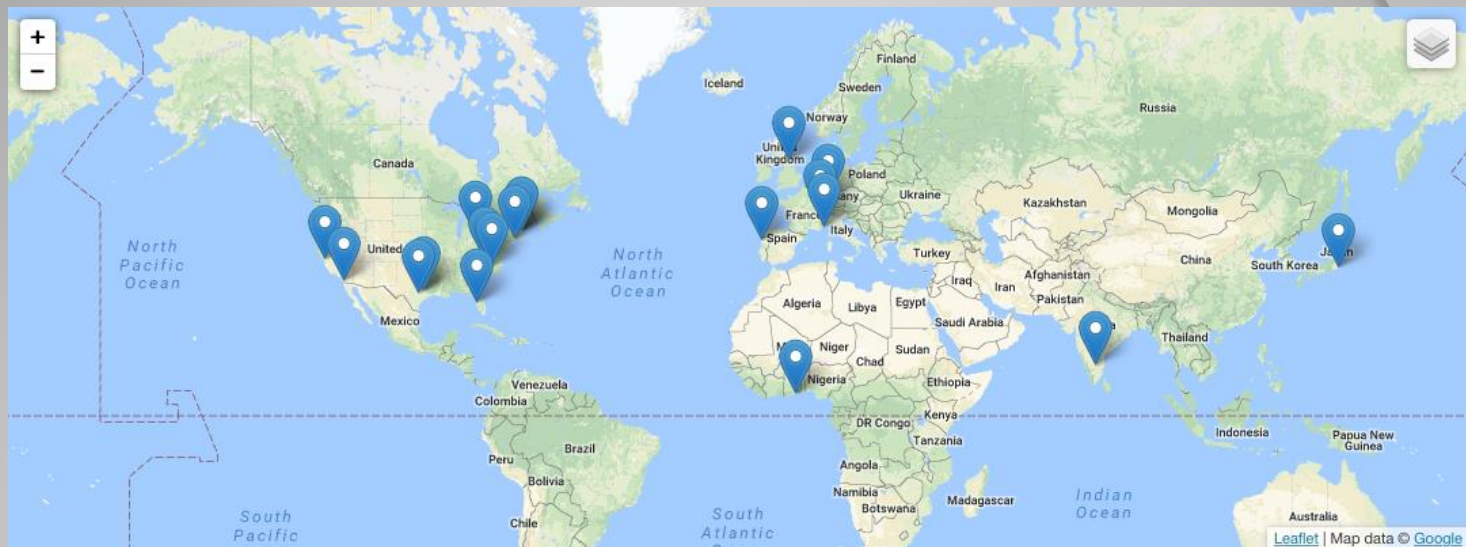 +
−
Iceland
Finland
Sweden
Norway
Russia
Canada
Kingdom
Poland
Ukraine
Kazakhstan
Mongolia
North
Pacific
Ocean
United
North
Atlantic
Ocean
France
Italy
Spain
Turkey
China
South Korea
Iraq
Iran
Afghanistan
Pakistan
Mexico
Algeria
Libya
Egypt
Saudi Arabia
Thailand
Niger
Chad
Sudan
Nigeria
Ethiopia
Venezuela
Colombia
DR Congo
Kenya
Tanzania
Indonesia
Papua New
Guinea
Peru
Brazil
Angola
Bolivia
Namibia
Botswana
Madagascar
Indian
Ocean
Chile
South
Pacific
South
Atlantic
Australia
Leaflet | Map data © Google